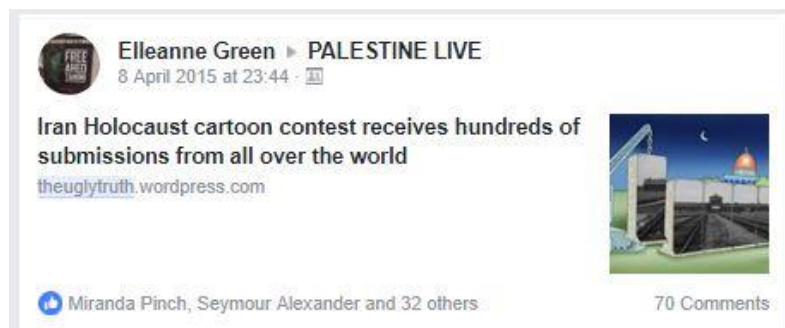 Elleanne Green ▸ PALESTINE LIVE
8 April 2015 at 23:44 ·
Iran Holocaust cartoon contest receives hundreds of
submissions from all over the world
theuglytruth.wordpress.com
Miranda Pinch, Seymour Alexander and 32 others
70 Comments